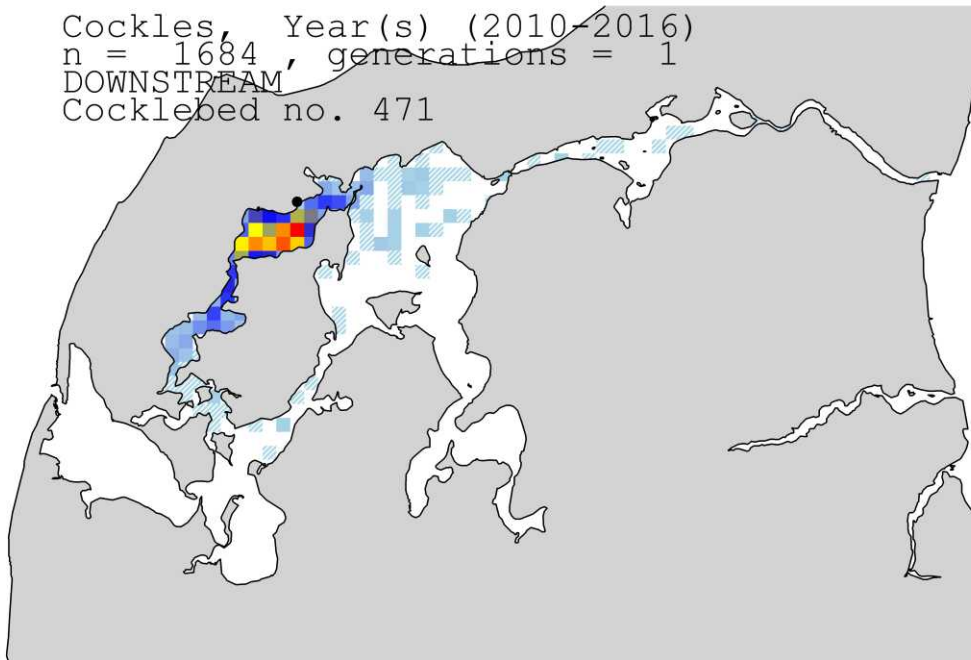 Cockles, Year(s) (2010-2016)
n = 1684 , generations = 1
DOWNSTREAM
Cocklebed no. 471